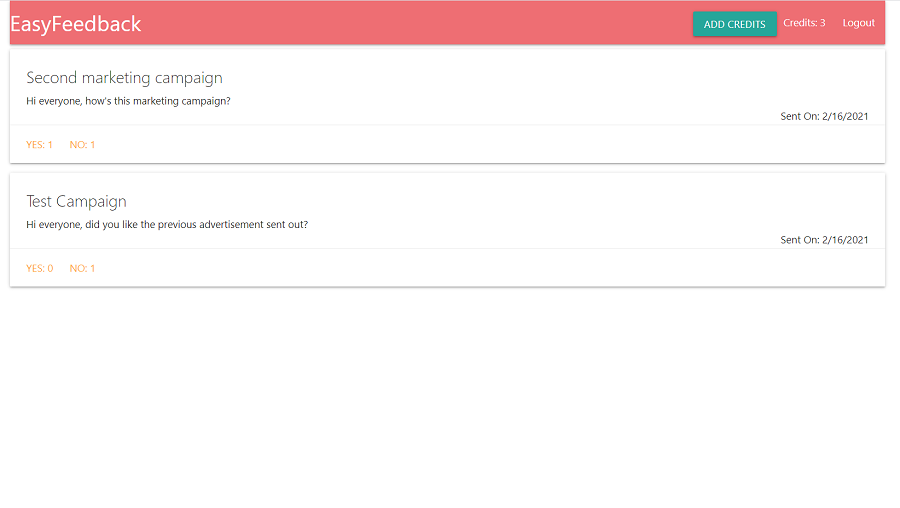 EasyFeedback
ADD CREDITS Credits: 3 Logout
Second marketing campaign
Hi everyone, how's this marketing campaign?
Sent On: 2/16/2021
YES: 1 NO: 1
Test Campaign
Hi everyone, did you like the previous advertisement sent out?
Sent On: 2/16/2021
YES: 0 NO: 1